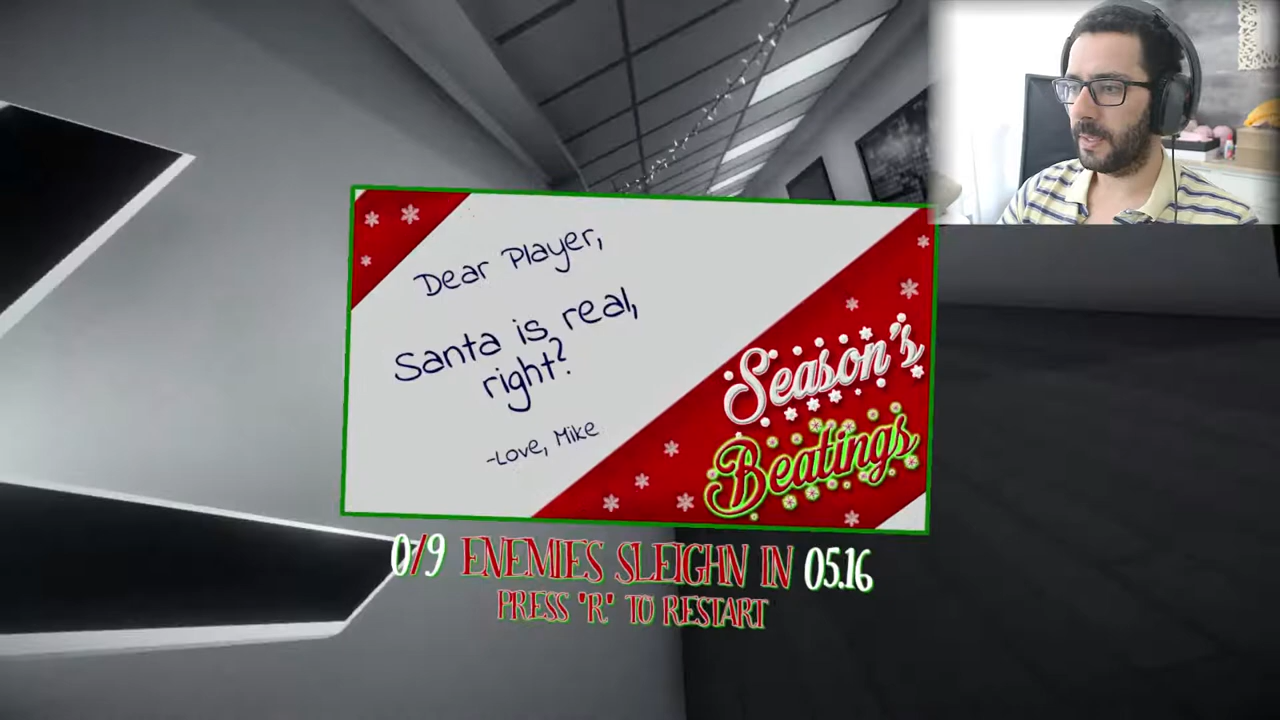 Dear Player,
Santa is real,
right?
-Love, Mike
Season's
Beatings
0/9 ENEMIES SLEIGHN IN 05.16
PRESS "R" TO RESTART